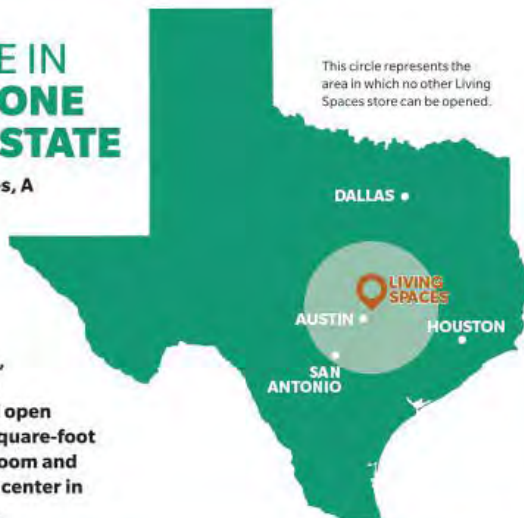 E IN
ONE
STATE
s, A
,
open
quare-foot
oom and
center in
This circle represents the
area in which no other Living
Spaces store can be opened.
DALLAS
LIVING
SPACES
AUSTIN
HOUSTON
SAN
ANTONIO